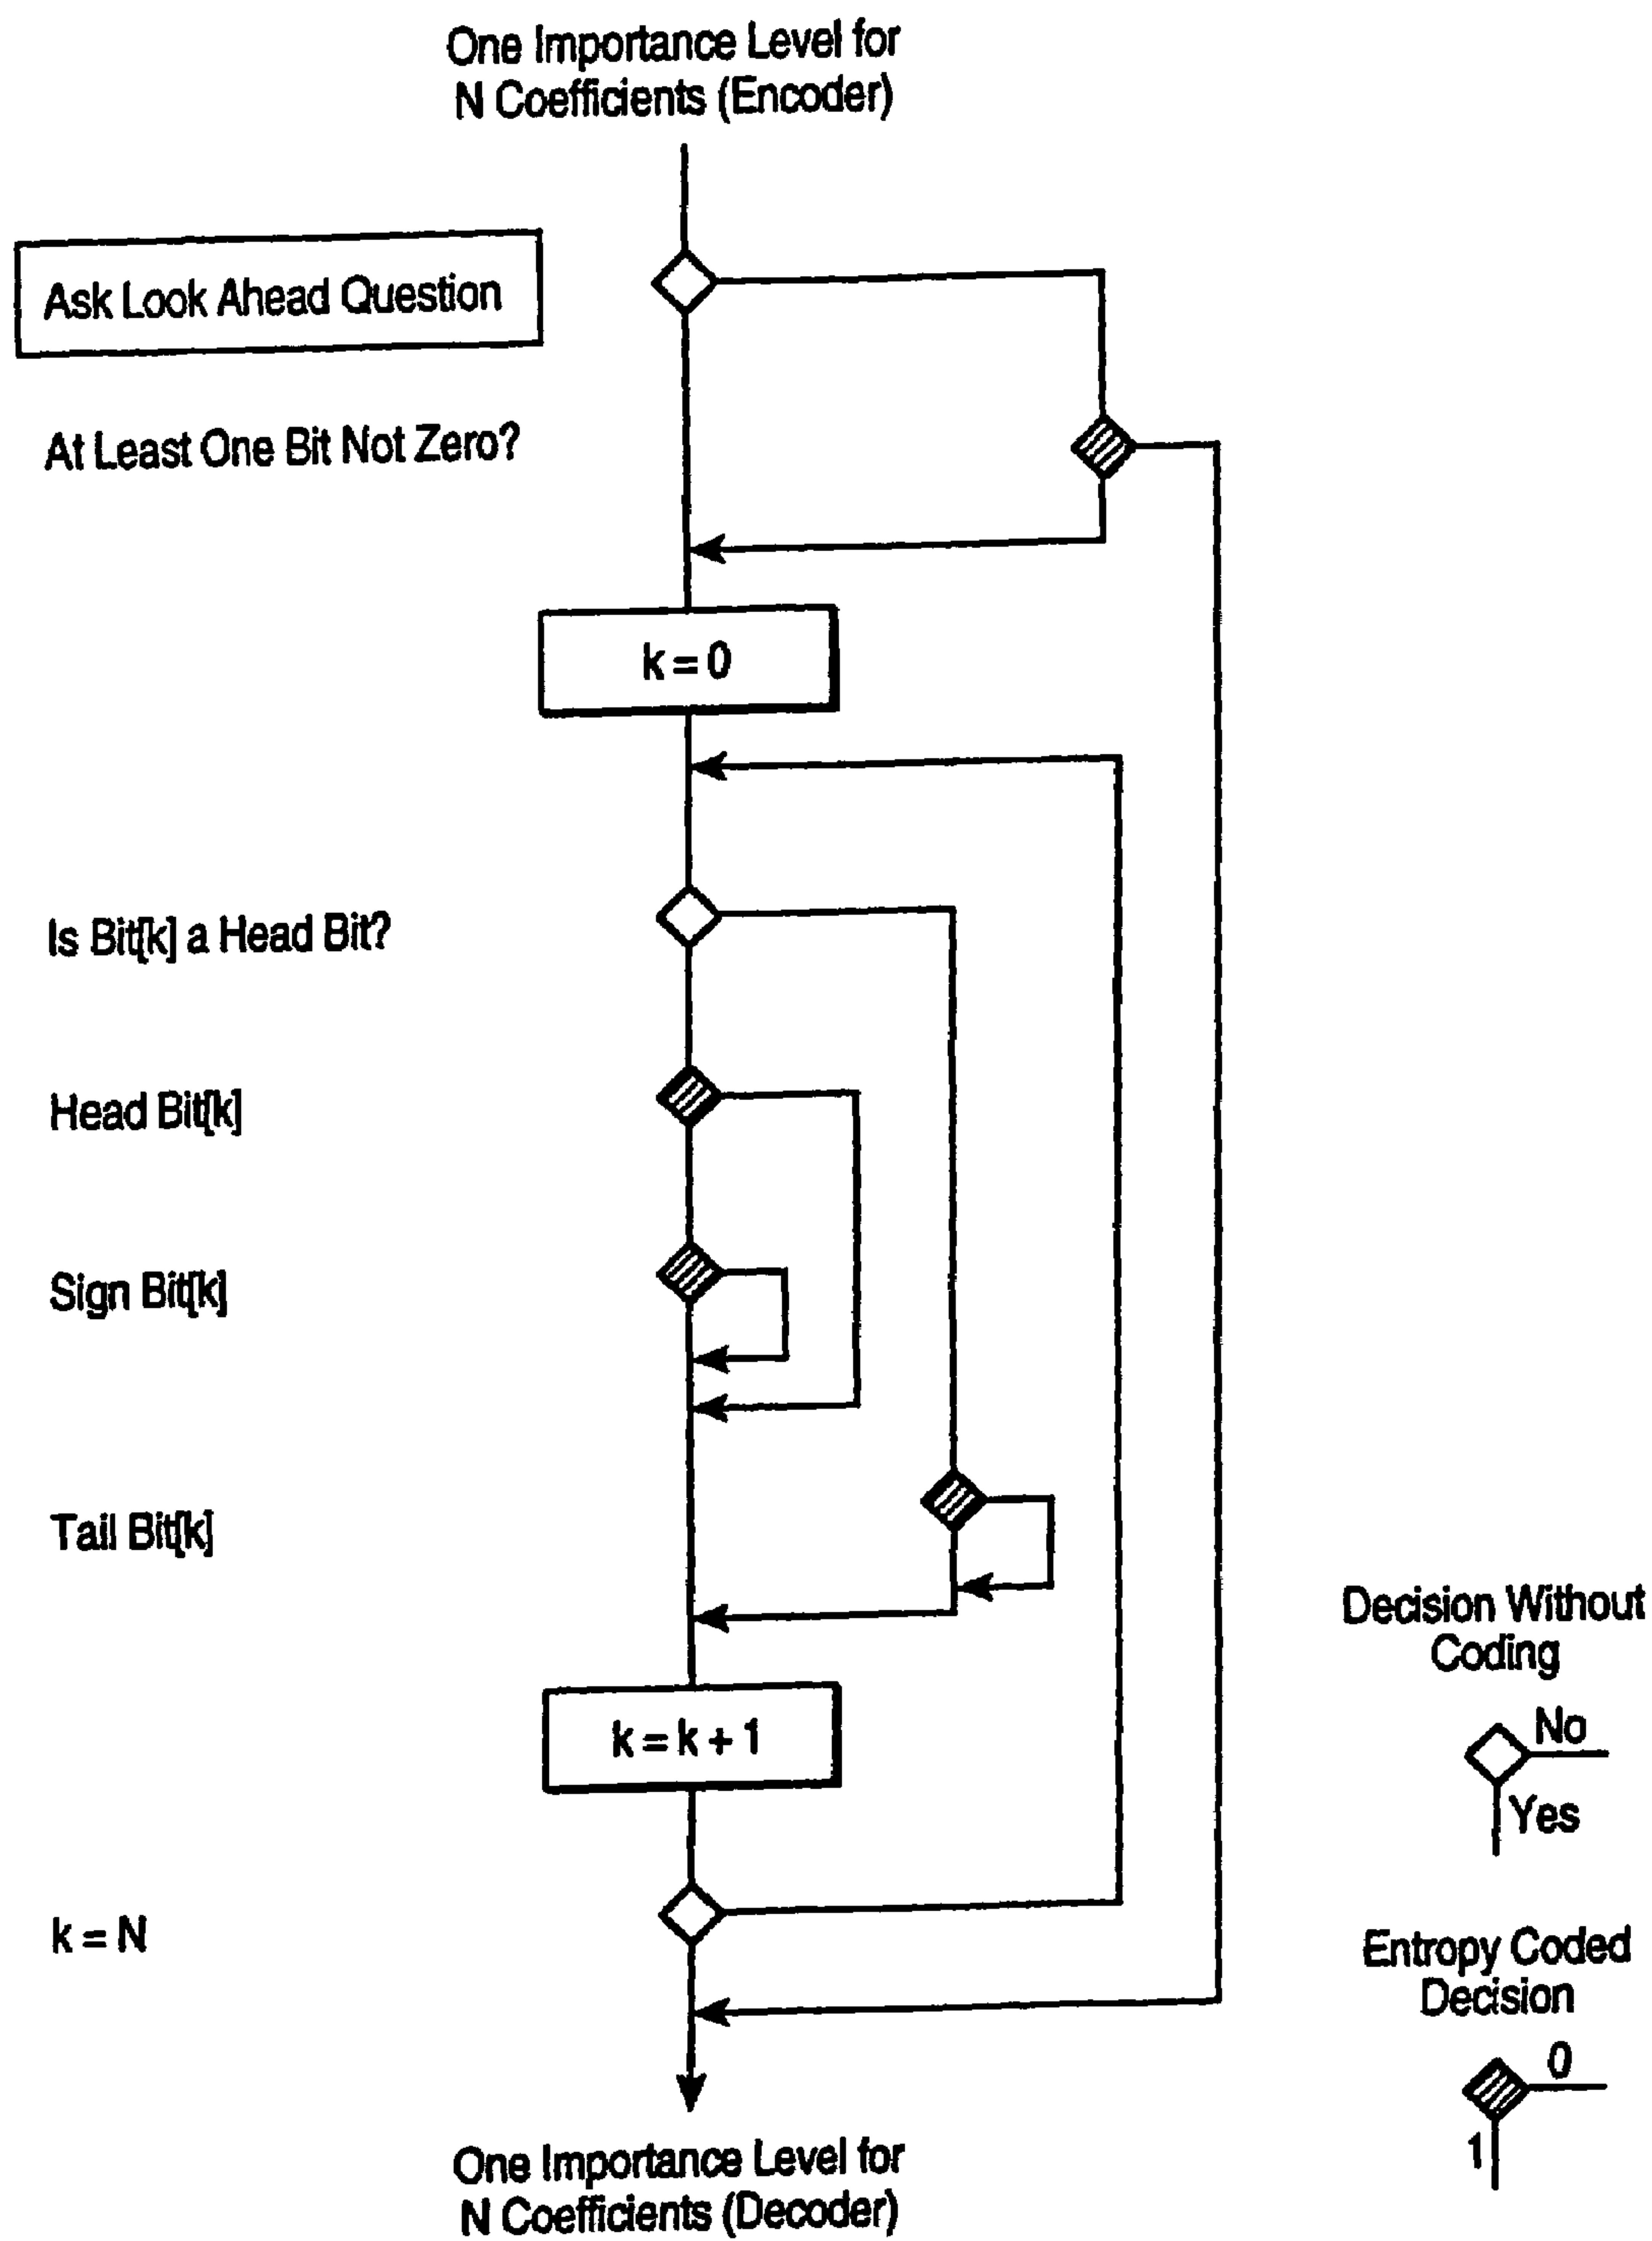 One Importance Level for
N Coefficients (Encoder)
Ask Look Ahead Question
At Least One Bit Not Zero?
k = 0
Is Bit[k] a Head Bit?
Head Bit[k]
Sign Bit[k]
Tail Bit[k]
k = k + 1
k = N
One Importance Level for
N Coefficients (Decoder)
Decision Without
Coding
No
Yes
Entropy Coded
Decision
0
1